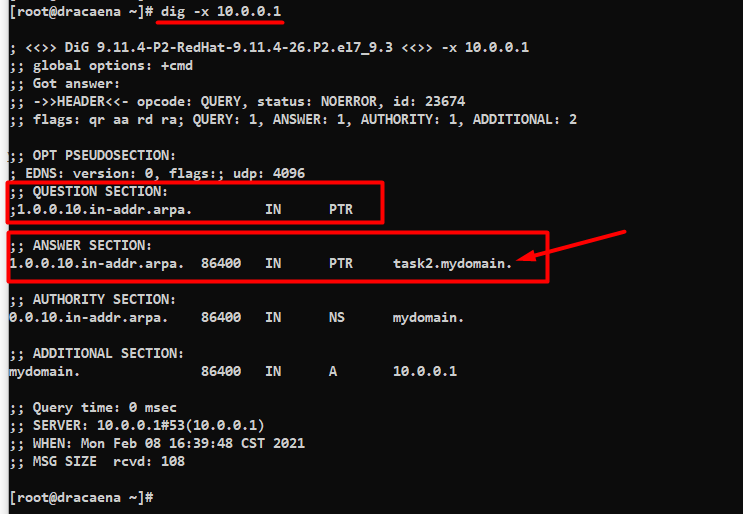 [root@dracaena ~]# dig -x 10.0.0.1
; <<>> DiG 9.11.4-P2-RedHat-9.11.4-26.P2.el7_9.3 <<>> -x 10.0.0.1
;; global options: +cmd
;; Got answer:
;; ->>HEADER<<- opcode: QUERY, status: NOERROR, id: 23674
;; flags: qr aa rd ra; QUERY: 1, ANSWER: 1, AUTHORITY: 1, ADDITIONAL: 2
;; OPT PSEUDOSECTION:
; EDNS: version: 0, flags:; udp: 4096
;; QUESTION SECTION:
;1.0.0.10.in-addr.arpa. IN PTR
;; ANSWER SECTION:
1.0.0.10.in-addr.arpa. 86400 IN PTR task2.mydomain.
;; AUTHORITY SECTION:
0.0.10.in-addr.arpa. 86400 IN NS mydomain.
;; ADDITIONAL SECTION:
mydomain. 86400 IN A 10.0.0.1
;; Query time: 0 msec
;; SERVER: 10.0.0.1#53(10.0.0.1)
;; WHEN: Mon Feb 08 16:39:48 CST 2021
;; MSG SIZE rcvd: 108
[root@dracaena ~]#